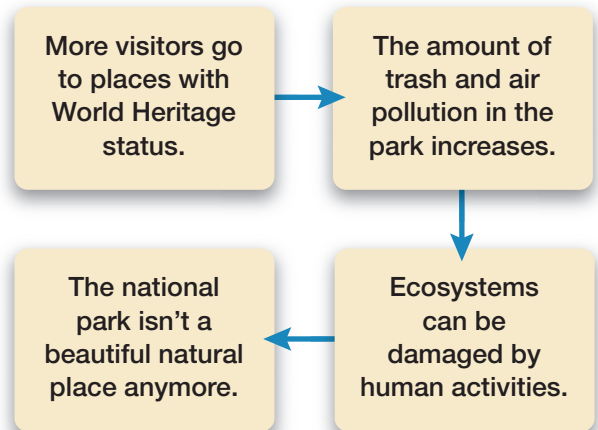 More visitors go
to places with
World Heritage
status.
The amount of
trash and air
pollution in the
park increases.
Ecosystems
can be
damaged by
human activities.
The national
park isn't a
beautiful natural
place anymore.